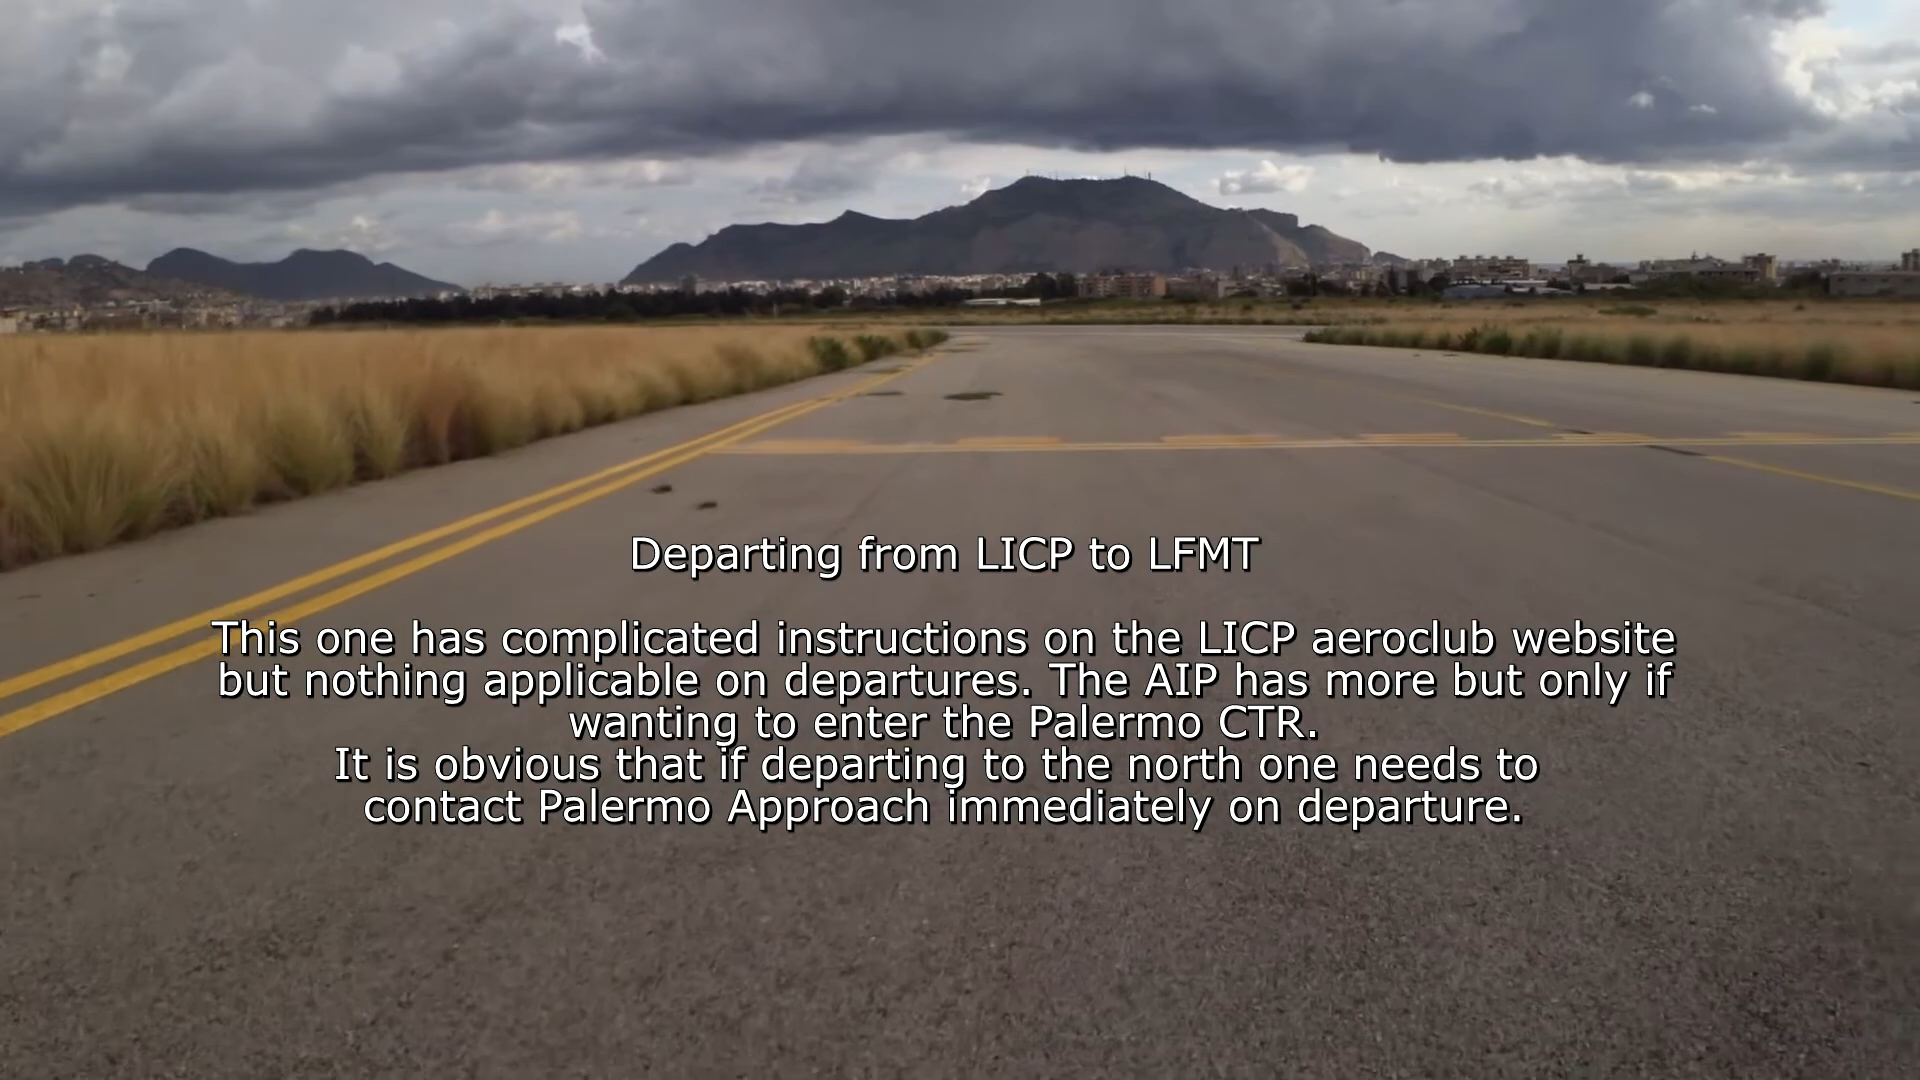 Departing from LICP to LFMT
This one has complicated instructions on the LICP aeroclub website
but nothing applicable on departures. The AIP has more but only if
wanting to enter the Palermo CTR.
It is obvious that if departing to the north one needs to
contact Palermo Approach immediately on departure.